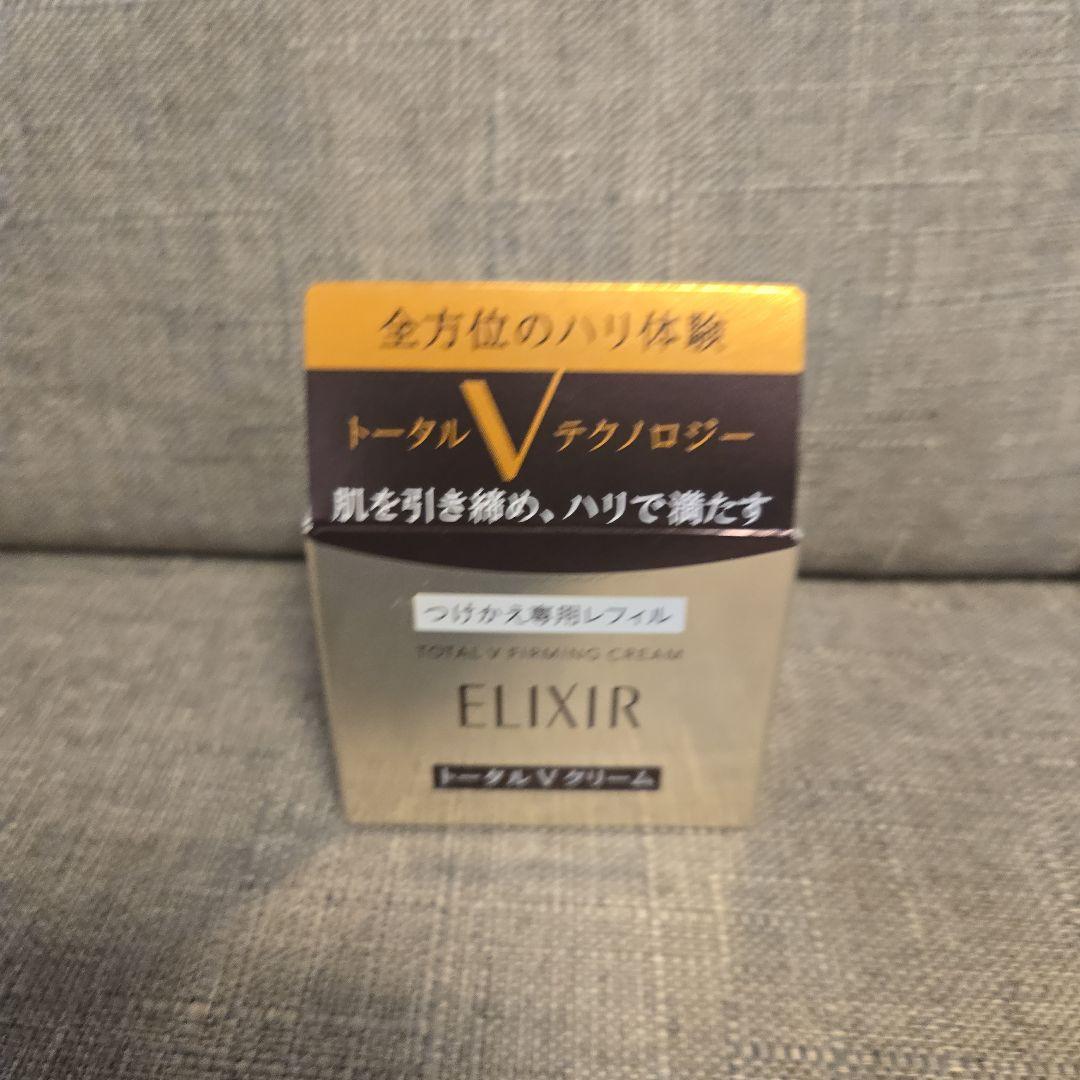 全方位のハリ体験
トータルVテクノロジー
肌を引き締め、ハリで満たす
つけかえ専用レフィル
TOTAL V FIRMING CREAM
ELIXIR
トータルVクリーム